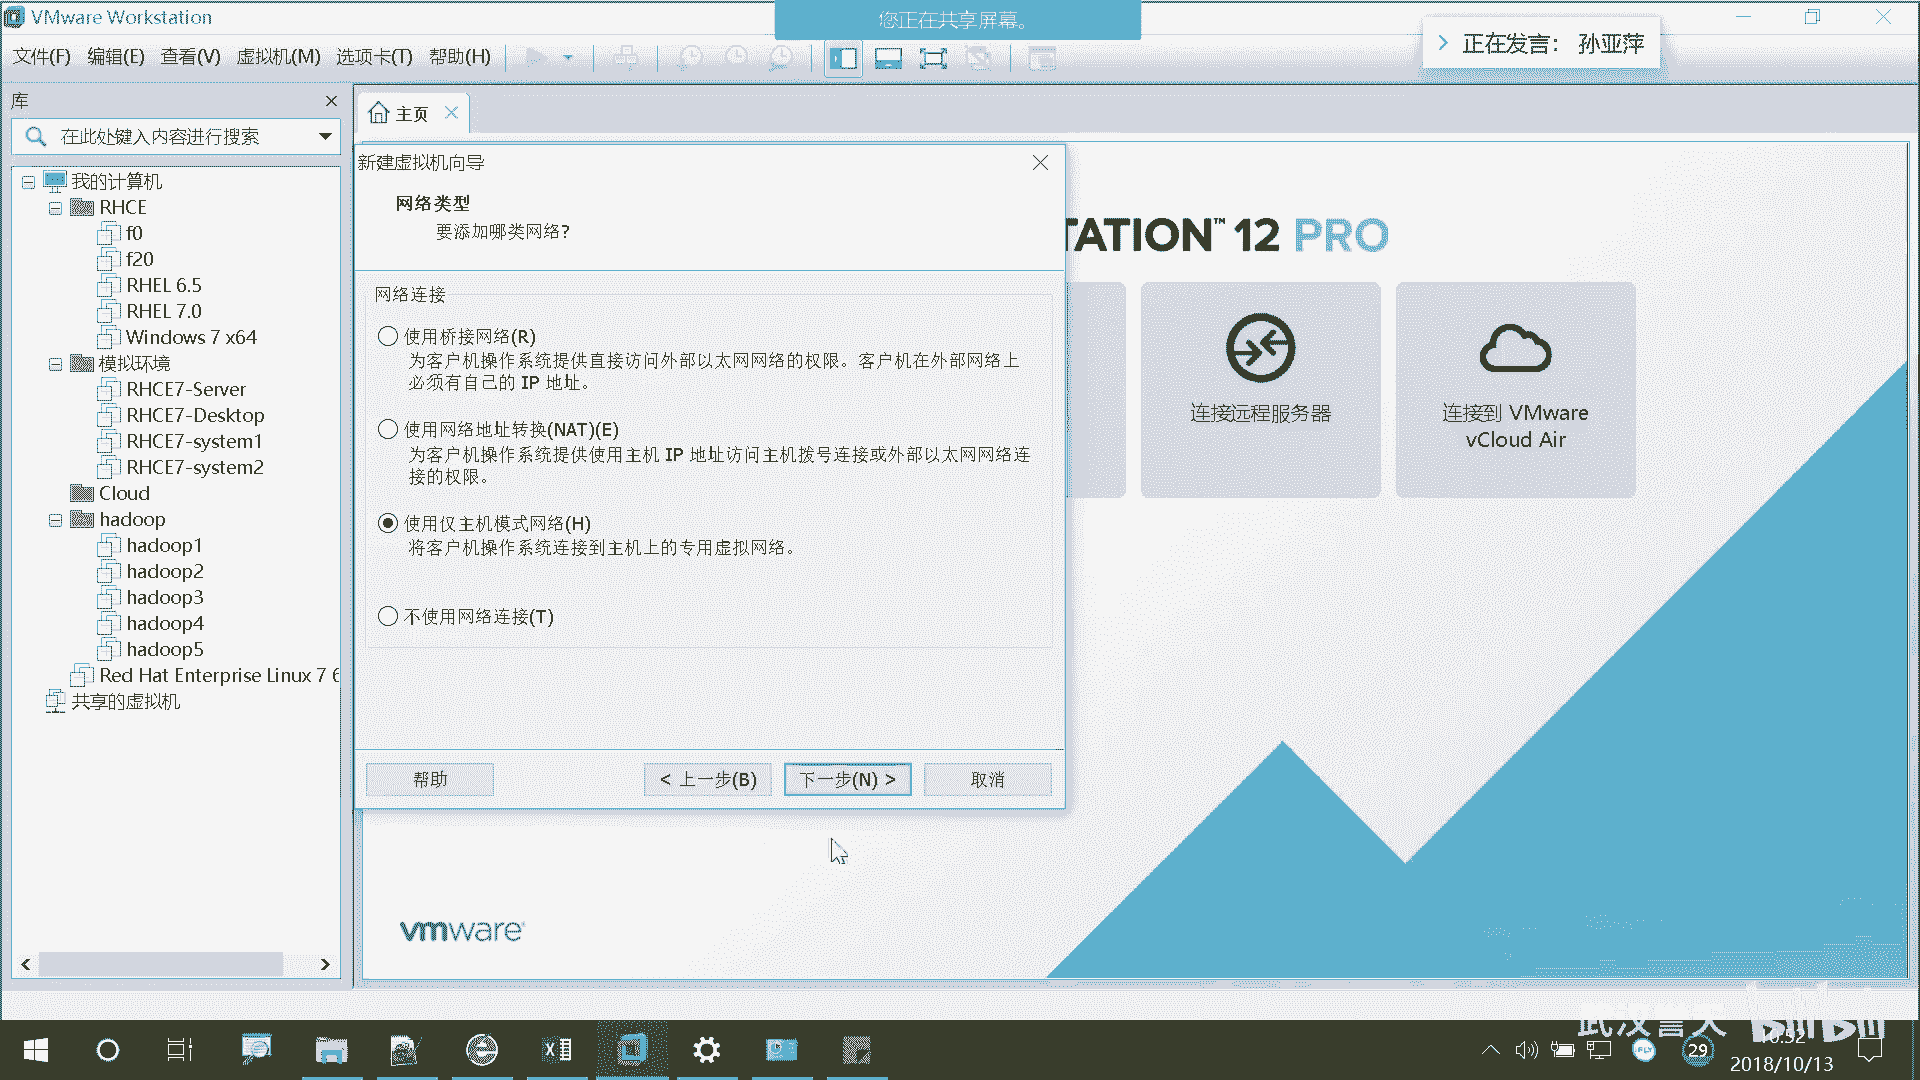 VMware Workstation
您正在共享屏幕。
文件(F) 编辑(E) 查看(V) 虚拟机(M) 选项卡(T) 帮助(H)
正在发言： 孙亚萍
库
在此处键入内容进行搜索
主页
我的计算机
RHCE
f0
f20
RHEL 6.5
RHEL 7.0
Windows 7 x64
模拟环境
RHCE7-Server
RHCE7-Desktop
RHCE7-system1
RHCE7-system2
Cloud
hadoop
hadoop1
hadoop2
hadoop3
hadoop4
hadoop5
Red Hat Enterprise Linux 7 6
共享的虚拟机
新建虚拟机向导
网络类型
要添加哪类网络?
网络连接
使用桥接网络(R)
为客户机操作系统提供直接访问外部以太网网络的权限。客户机在外部网络上
必须有自己的 IP 地址。
使用网络地址转换(NAT)(E)
为客户机操作系统提供使用主机 IP 地址访问主机拨号连接或外部以太网网络连
接的权限。
使用仅主机模式网络(H)
将客户机操作系统连接到主机上的专用虚拟网络。
不使用网络连接(T)
帮助
< 上一步(B)
下一步(N) >
取消
TATION™ 12 PRO
连接远程服务器
连接到 VMware
vCloud Air
vmware
武汉誉天
bilibili
29
2018/10/13